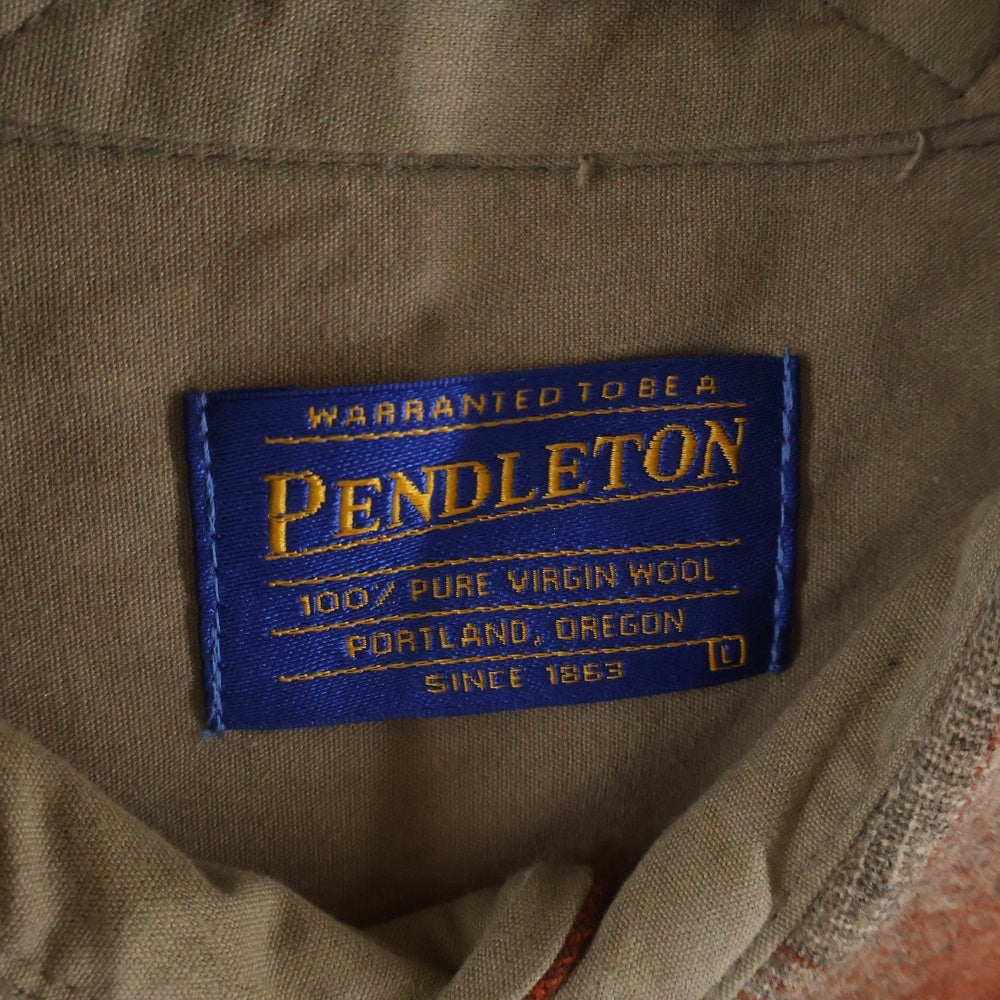 WARRANTED TO BE A
PENDLETON
100% PURE VIRGIN WOOL
PORTLAND, OREGON
L
SINCE 1863